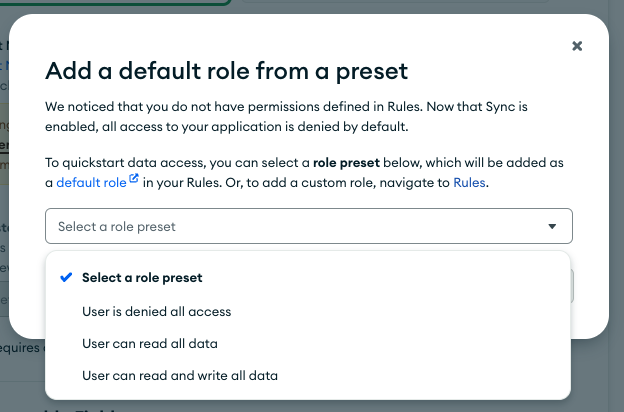 Add a default role from a preset
We noticed that you do not have permissions defined in Rules. Now that Sync is
enabled, all access to your application is denied by default.
To quickstart data access, you can select a role preset below, which will be added as
a default role in your Rules. Or, to add a custom role, navigate to Rules.
Select a role preset
Select a role preset
User is denied all access
User can read all data
User can read and write all data